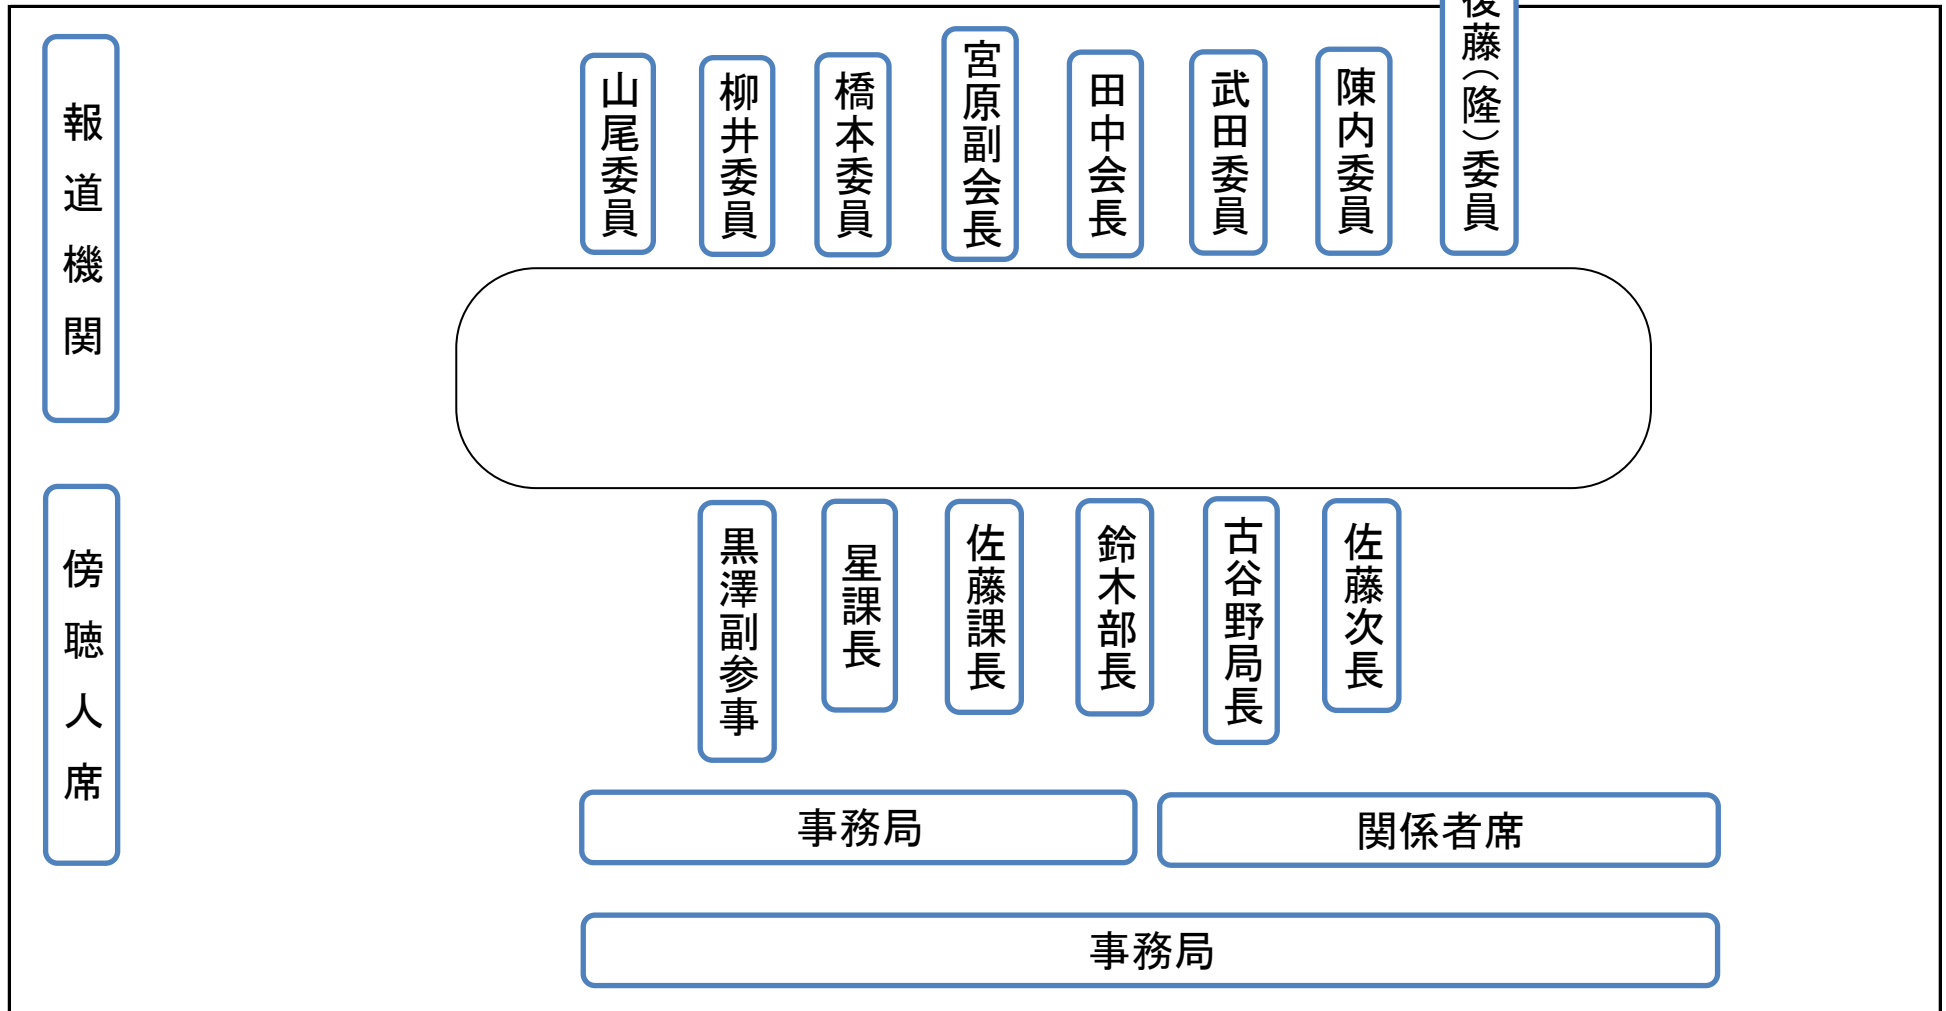 報道機関
山尾委員
柳井委員
橋本委員
宮原副会長
田中会長
武田委員
陳内委員
後藤(隆)委員
傍聴人席
黒澤副参事
星課長
佐藤課長
鈴木部長
古谷野局長
佐藤次長
事務局
関係者席
事務局